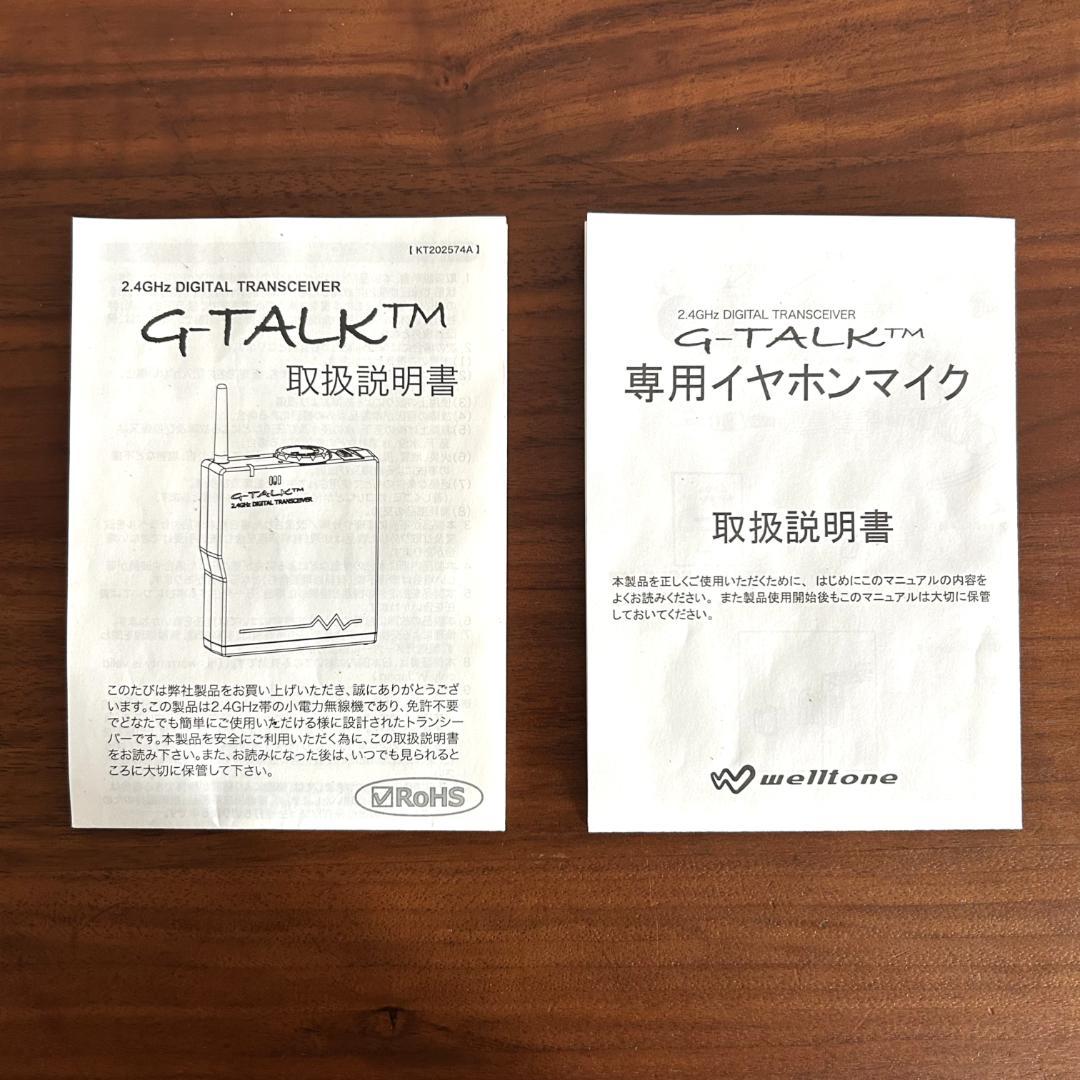 【 KT202574A 】
2.4GHz DIGITAL TRANSCEIVER
G-TALK™
取扱説明書
G-TALK™
2.4GHz DIGITAL TRANSCEIVER
このたびは弊社製品をお買い上げいただき、誠にありがとうござ
います。この製品は2.4GHz帯の小電力無線機であり、免許不要
でどなたでも簡単にご使用いただける様に設計されたトランシー
バーです。本製品を安全にご利用いただく為に、この取扱説明書
をお読み下さい。また、お読みになった後は、いつでも見られると
ころに大切に保管して下さい。
RoHS
2.4GHz DIGITAL TRANSCEIVER
G-TALK™
専用イヤホンマイク
取扱説明書
本製品を正しくご使用いただくために、はじめにこのマニュアルの内容を
よくお読みください。また製品使用開始後もこのマニュアルは大切に保管
しておいてください。
welltone